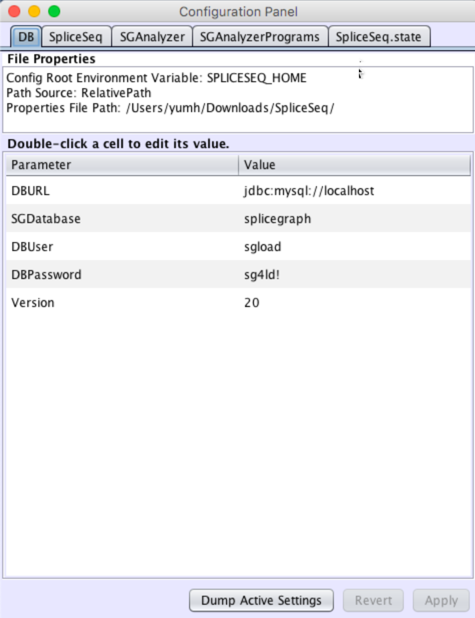 Configuration Panel
DB SpliceSeq SGAnalyzer SGAnalyzerPrograms SpliceSeq.state
File Properties
Config Root Environment Variable: SPLICESEQ_HOME
Path Source: RelativePath
Properties File Path: /Users/yumh/Downloads/SpliceSeq/
Double-click a cell to edit its value.
Parameter Value
DBURL jdbc:mysql://localhost
SGDatabase splicegraph
DBUser sgload
DBPassword sg4ld!
Version 20
Dump Active Settings Revert Apply